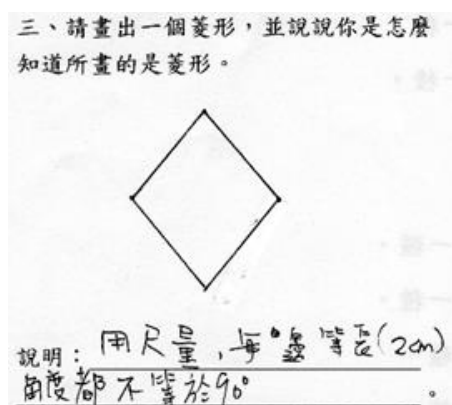 三、請畫出一個菱形,並說說你是怎麼
知道所畫的是菱形。
說明:用尺量,每邊等長(2cm)
角度都不等於90°。